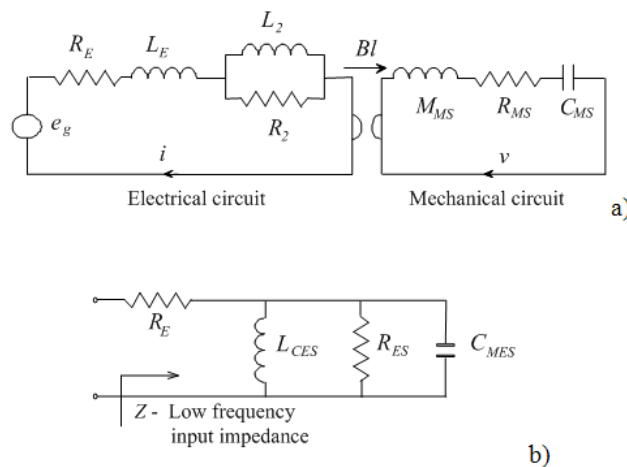 L2
RE
LE
Bl
R2
MMS
RMS
CMS
eg
i
v
Electrical circuit
Mechanical circuit
a)
RE
LCES
RES
CMES
Z - Low frequency
input impedance
b)